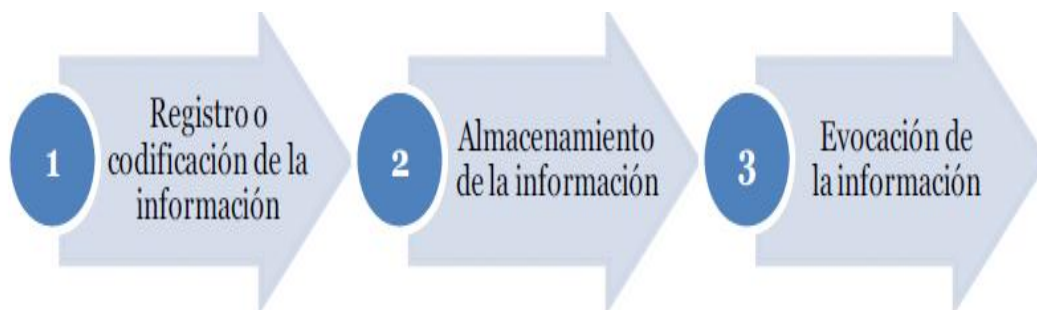 1
Registro o
codificación de la
información
2
Almacenamiento
de la información
3
Evocación de
la información